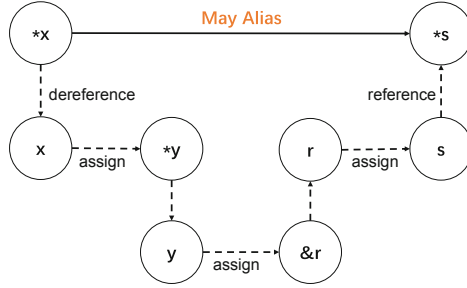 May Alias
*x
*s
dereference
reference
x
assign
*y
r
assign
s
y
assign
&r